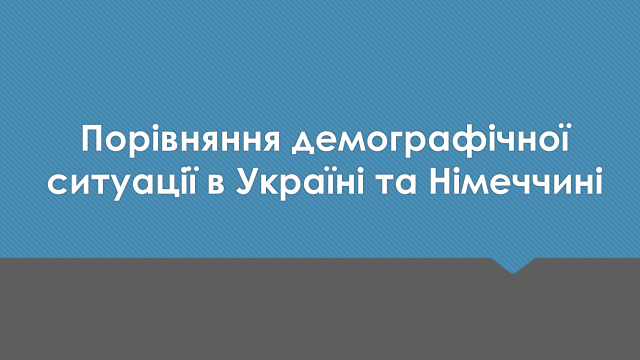 Порівняння демографічної
ситуації в Україні та Німеччині